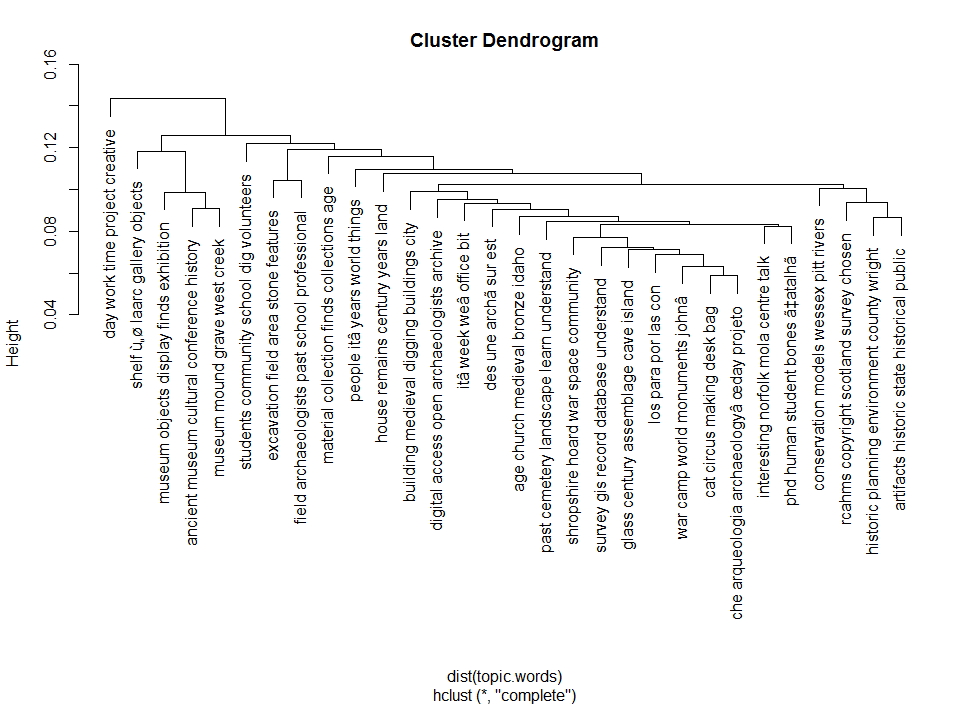 Cluster Dendrogram
Height
0.04
0.08
0.12
0.16
day work time project creative
shelf ù„ø laarc gallery objects
museum objects display finds exhibition
ancient museum cultural conference history
museum mound grave west creek
students community school dig volunteers
excavation field area stone features
field archaeologists past school professional
material collection finds collections age
people itâ years world things
house remains century years land
building medieval digging buildings city
digital access open archaeologists archive
itâ week weâ office bit
des une archã sur est
age church medieval bronze idaho
past cemetery landscape learn understand
shropshire hoard war space community
survey gis record database understand
glass century assemblage cave island
los para por las con
war camp world monuments johnâ
cat circus making desk bag
che arqueologia archaeologyâ œday projeto
interesting norfolk mola centre talk
phd human student bones ã‡atalhã
conservation models wessex pitt rivers
rcahms copyright scotland survey chosen
historic planning environment county wright
artifacts historic state historical public
dist(topic.words)
hclust (*, "complete")